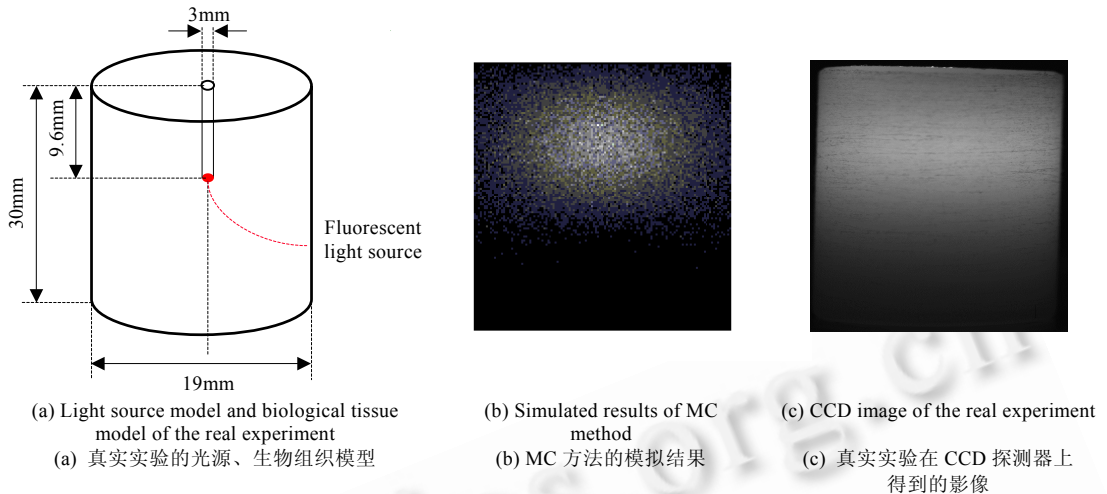 3mm
9.6mm
30mm
Fluorescent
light source
19mm
(a) Light source model and biological tissue
model of the real experiment
(a) 真实实验的光源、生物组织模型
(b) Simulated results of MC
method
(b) MC 方法的模拟结果
(c) CCD image of the real experiment
(c) 真实实验在 CCD 探测器上
得到的影像